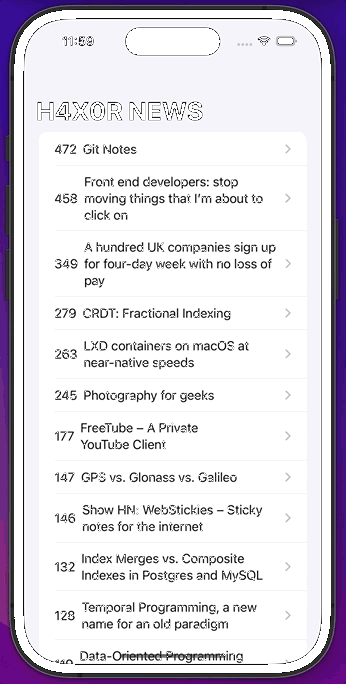 11:59
H4X0R NEWS
472 Git Notes
Front end developers: stop
458 moving things that I'm about to
click on
A hundred UK companies sign up
349 for four-day week with no loss of
pay
279 CRDT: Fractional Indexing
263 LXD containers on macOS at
near-native speeds
245 Photography for geeks
177 FreeTube – A Private
YouTube Client
147 GPS vs. Glonass vs. Galileo
146 Show HN: WebStickies – Sticky
notes for the internet
132 Index Merges vs. Composite
Indexes in Postgres and MySQL
128 Temporal Programming, a new
name for an old paradigm
Data-Oriented Programming